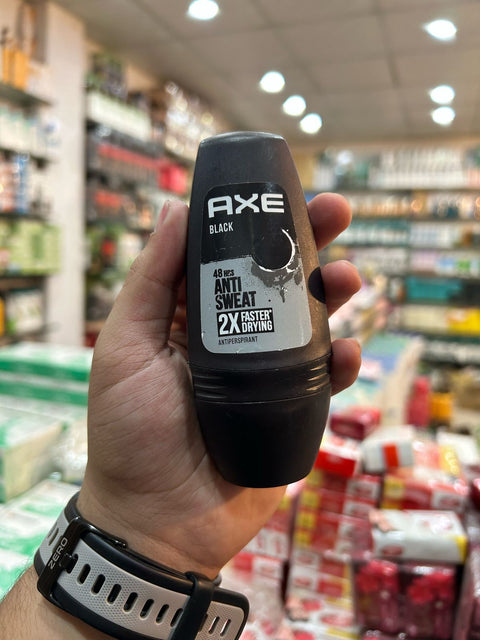 AXE
BLACK
48 HRS
ANTI
SWEAT
2X FASTER*
DRYING
ANTIPERSPIRANT
ZERO